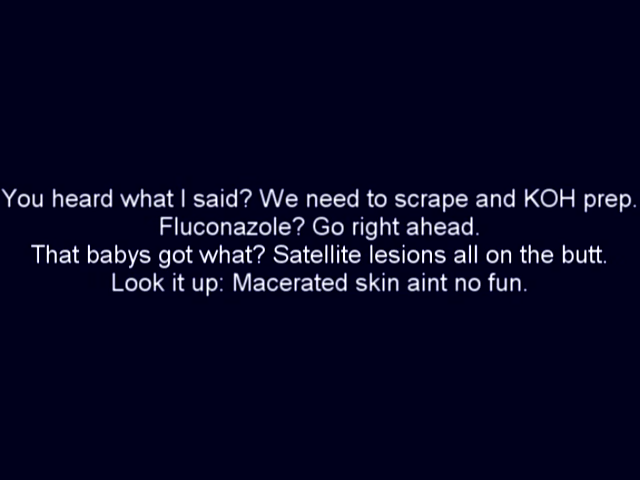 You heard what I said? We need to scrape and KOH prep.
Fluconazole? Go right ahead.
That babys got what? Satellite lesions all on the butt.
Look it up: Macerated skin aint no fun.